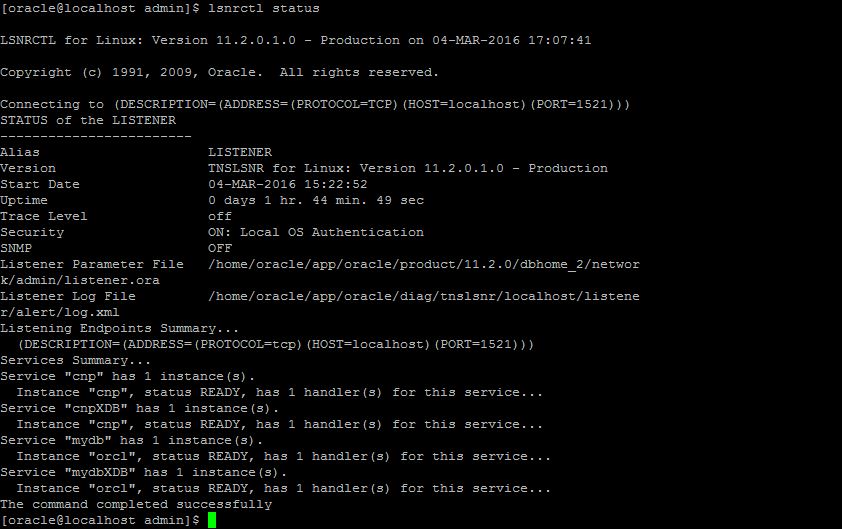 [oracle@localhost admin]$ lsnrctl status
LSNRCTL for Linux: Version 11.2.0.1.0 - Production on 04-MAR-2016 17:07:41
Copyright (c) 1991, 2009, Oracle.  All rights reserved.
Connecting to (DESCRIPTION=(ADDRESS=(PROTOCOL=TCP)(HOST=localhost)(PORT=1521)))
STATUS of the LISTENER
------------------------
Alias                     LISTENER
Version                   TNSLSNR for Linux: Version 11.2.0.1.0 - Production
Start Date                04-MAR-2016 15:22:52
Uptime                    0 days 1 hr. 44 min. 49 sec
Trace Level               off
Security                  ON: Local OS Authentication
SNMP                      OFF
Listener Parameter File   /home/oracle/app/oracle/product/11.2.0/dbhome_2/networ
k/admin/listener.ora
Listener Log File         /home/oracle/app/oracle/diag/tnslsnr/localhost/listene
r/alert/log.xml
Listening Endpoints Summary...
  (DESCRIPTION=(ADDRESS=(PROTOCOL=tcp)(HOST=localhost)(PORT=1521)))
Services Summary...
Service "cnp" has 1 instance(s).
  Instance "cnp", status READY, has 1 handler(s) for this service...
Service "cnpXDB" has 1 instance(s).
  Instance "cnp", status READY, has 1 handler(s) for this service...
Service "mydb" has 1 instance(s).
  Instance "orcl", status READY, has 1 handler(s) for this service...
Service "mydbXDB" has 1 instance(s).
  Instance "orcl", status READY, has 1 handler(s) for this service...
The command completed successfully
[oracle@localhost admin]$